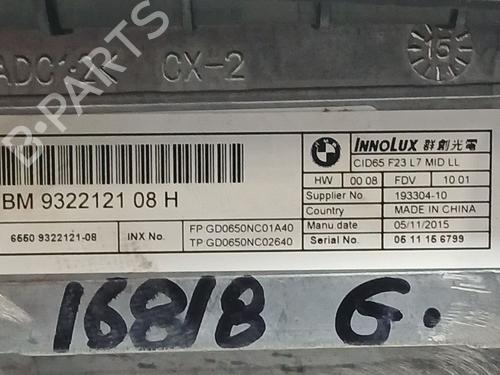 ADC12 CX-2
15
B-PARTS
INNOLUX 群創光電
CID65 F23 L7 MID LL
HW 00 08 FDV 10 01
BM 9322121 08 H
Supplier No. 193304-10
Country MADE IN CHINA
Manu date 05/11/2015
Serial No. 05 11 15 6799
6550 9322121-08 INX No. FP GD0650NC01A40
TP GD0650NC02640
16818 G.